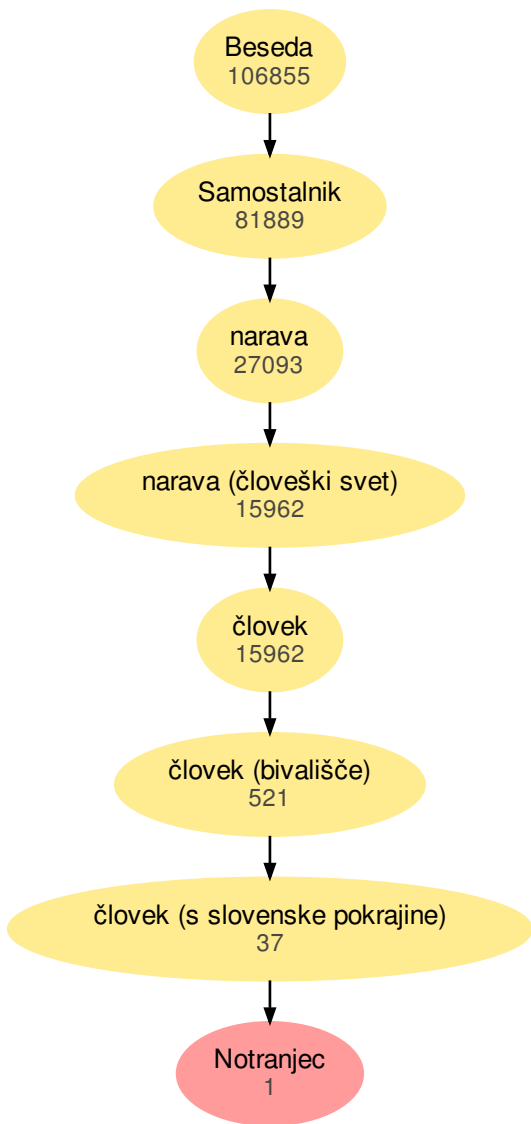 Beseda
106855
Samostalnik
81889
narava
27093
narava (človeški svet)
15962
človek
15962
človek (bivališče)
521
človek (s slovenske pokrajine)
37
Notranjec
1